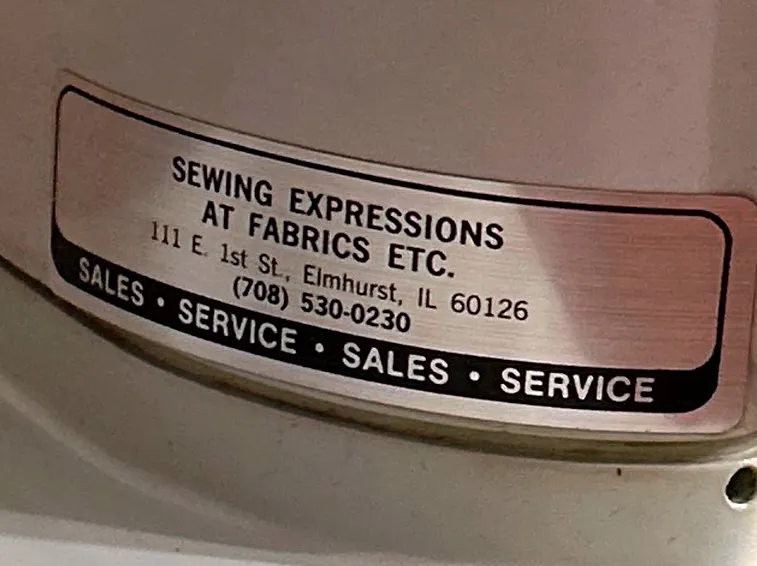 SEWING EXPRESSIONS
AT FABRICS ETC.
111 E. 1st St., Elmhurst, IL 60126
(708) 530-0230
SALES • SERVICE • SALES • SERVICE